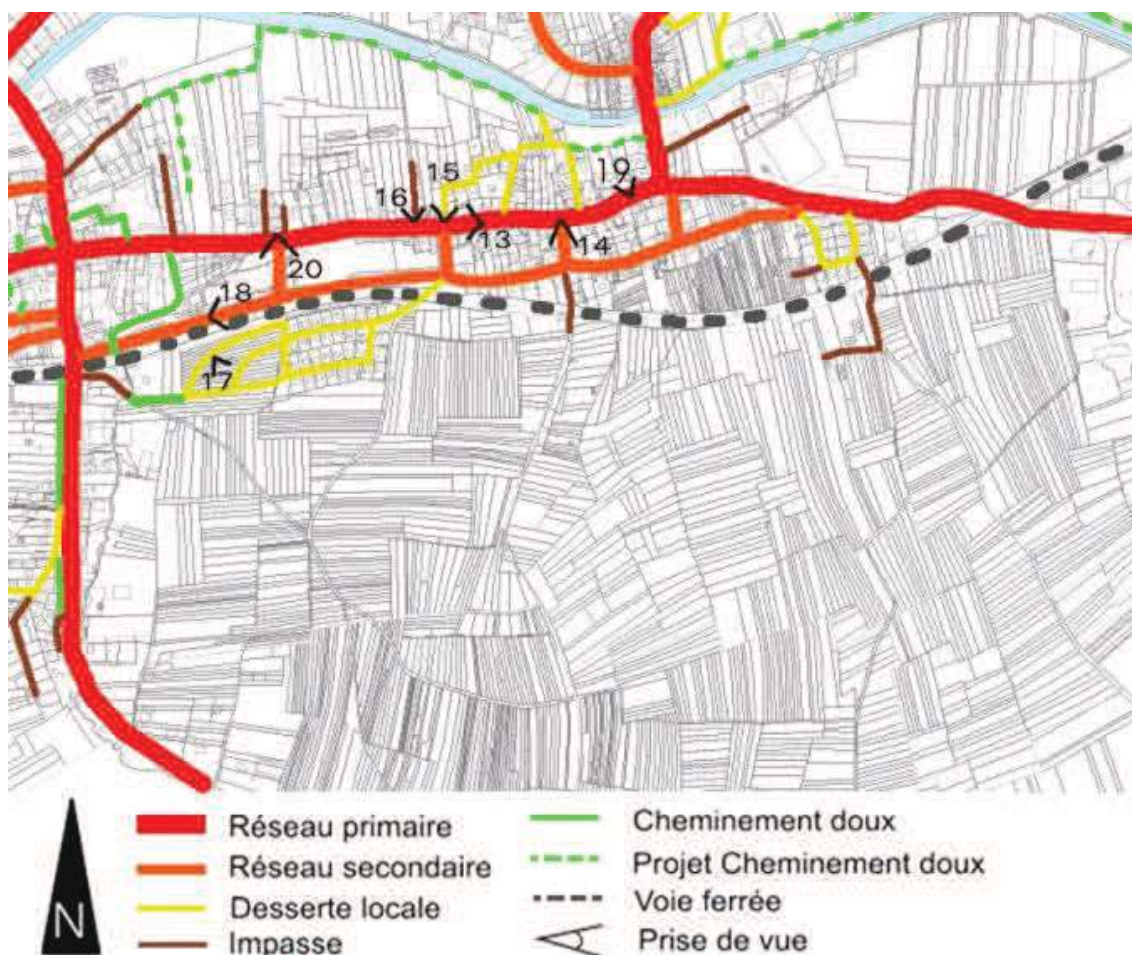 19
15
16
13
14
20
18
17
N
Réseau primaire
Réseau secondaire
Desserte locale
Impasse
Cheminement doux
Projet Cheminement doux
Voie ferrée
Prise de vue